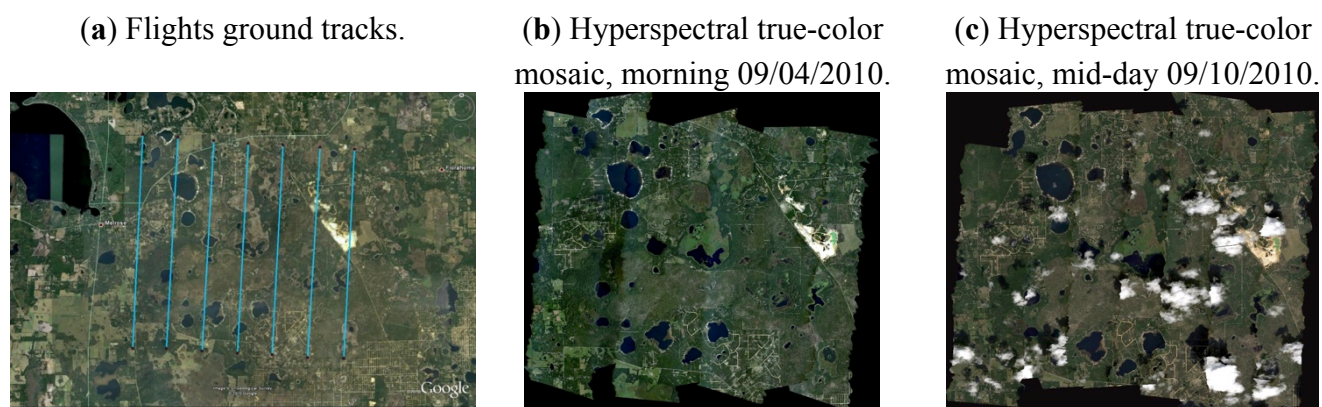 (a) Flights ground tracks.
(b) Hyperspectral true-color
mosaic, morning 09/04/2010.
(c) Hyperspectral true-color
mosaic, mid-day 09/10/2010.
Melrose
Florahome
Google